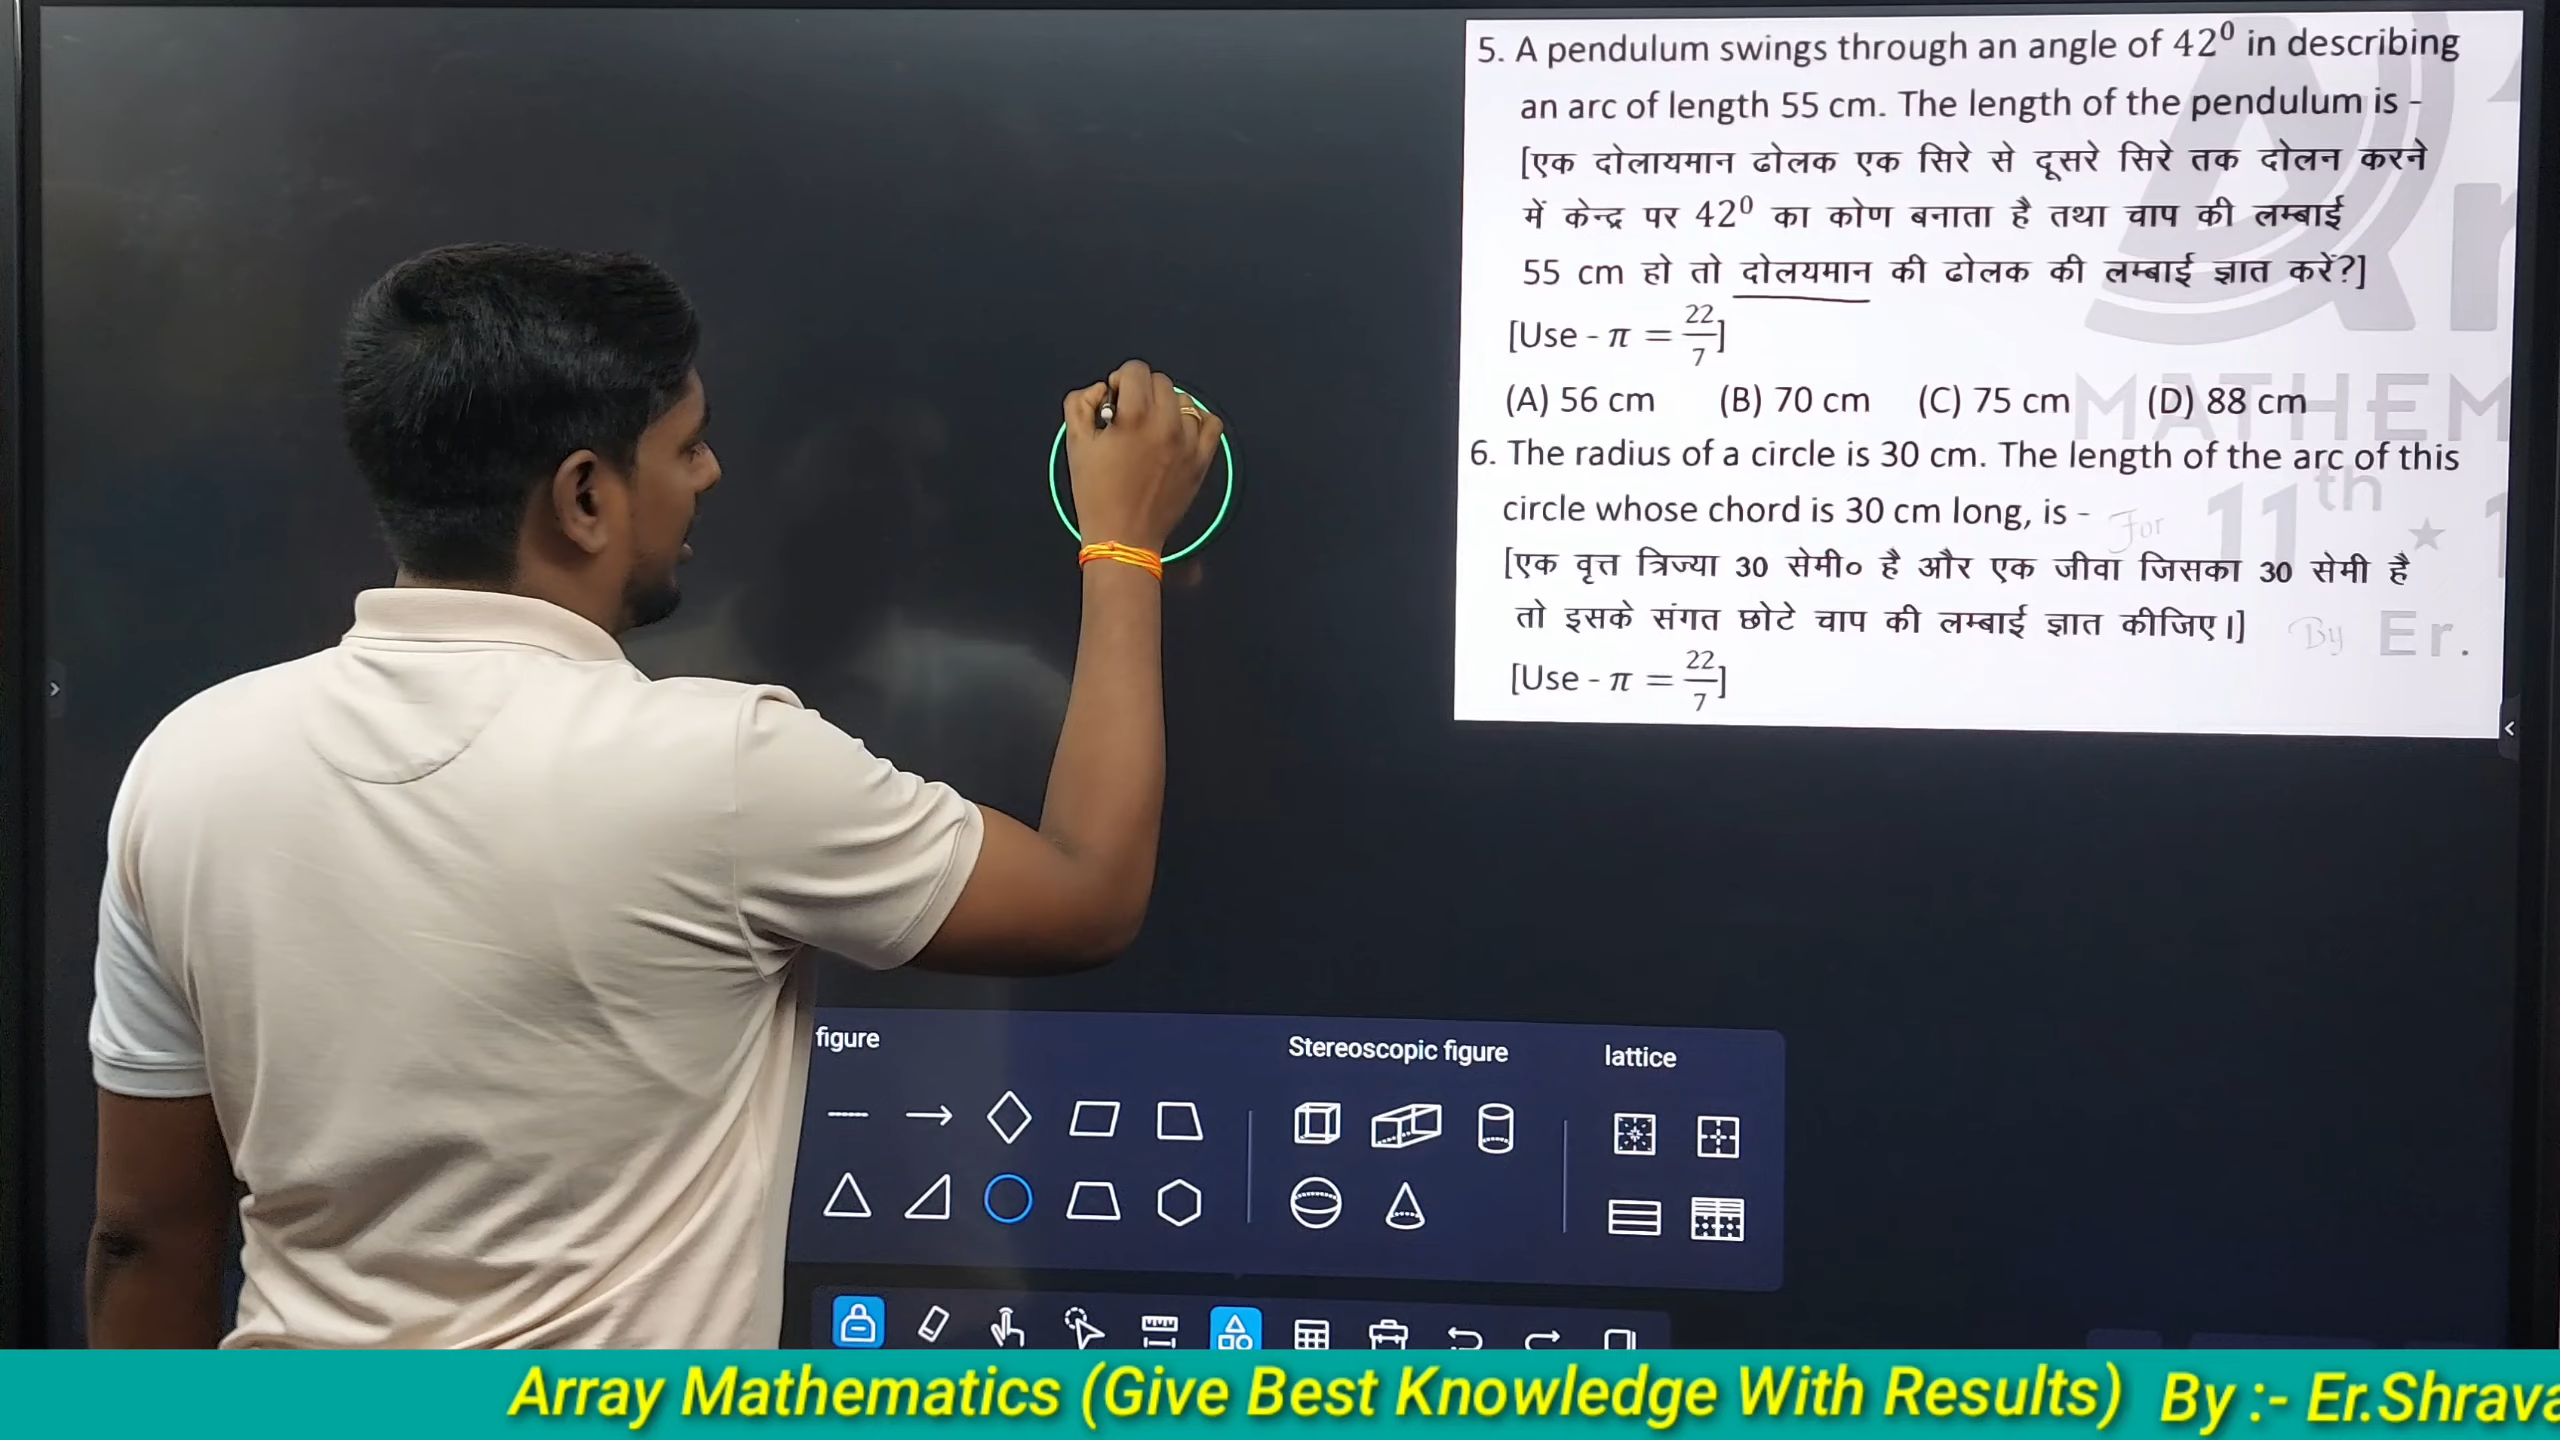 5. A pendulum swings through an angle of 42⁰ in describing
an arc of length 55 cm. The length of the pendulum is -
[एक दोलायमान ढोलक एक सिरे से दूसरे सिरे तक दोलन करने
में केन्द्र पर 42⁰ का कोण बनाता है तथा चाप की लम्बाई
55 cm हो तो दोलयमान की ढोलक की लम्बाई ज्ञात करें?]
[Use - π = 22/7]
(A) 56 cm (B) 70 cm (C) 75 cm (D) 88 cm
MATHEM
6. The radius of a circle is 30 cm. The length of the arc of this
circle whose chord is 30 cm long, is -
For 11th
[एक वृत्त त्रिज्या 30 सेमी० है और एक जीवा जिसका 30 सेमी है
तो इसके संगत छोटे चाप की लम्बाई ज्ञात कीजिए।]
By Er.
[Use - π = 22/7]
figure
Stereoscopic figure
lattice
Array Mathematics (Give Best Knowledge With Results) By :- Er.Shrava